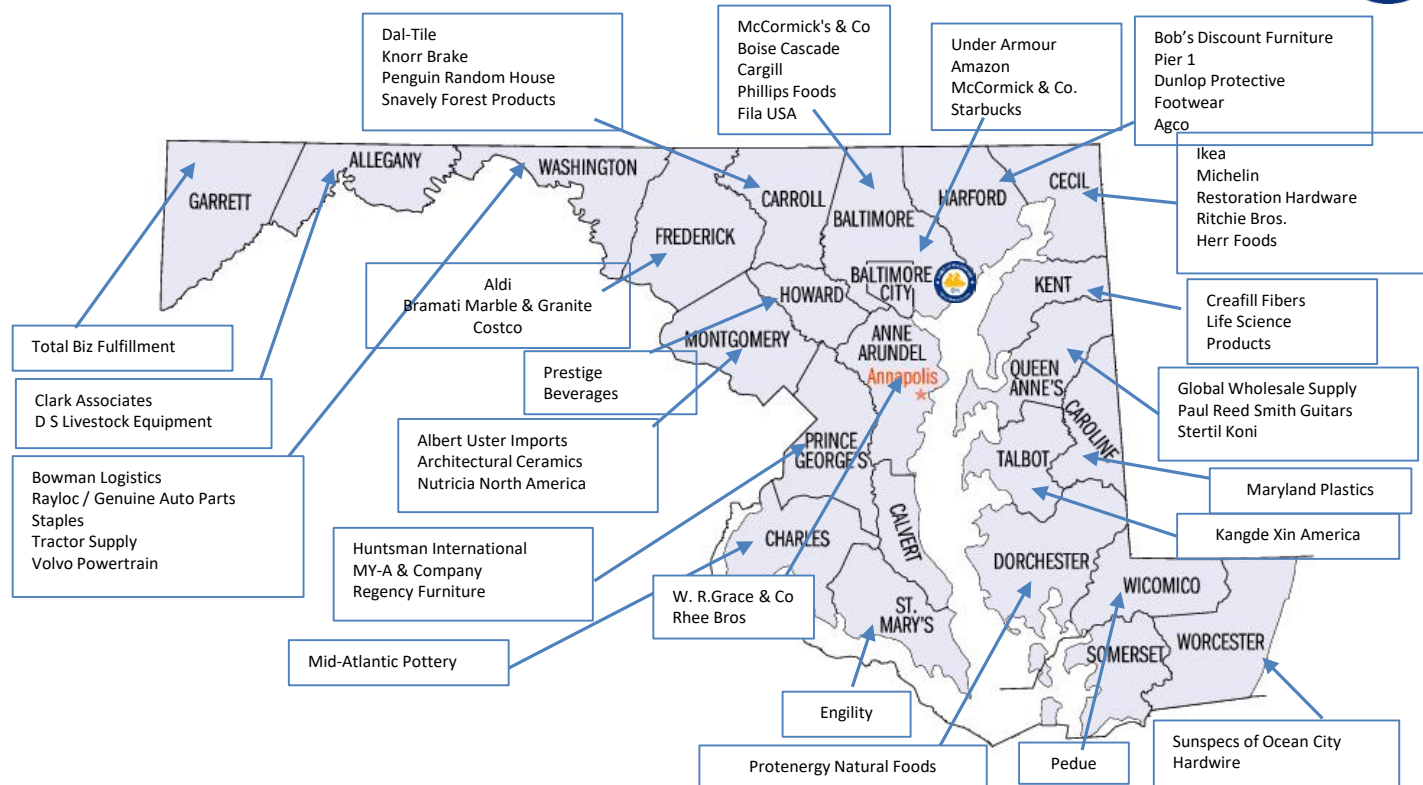 Dal-Tile
Knorr Brake
Penguin Random House
Snavely Forest Products
McCormick's & Co
Boise Cascade
Cargill
Phillips Foods
Fila USA
Under Armour
Amazon
McCormick & Co.
Starbucks
Bob's Discount Furniture
Pier 1
Dunlop Protective
Footwear
Agco
Ikea
Michelin
Restoration Hardware
Ritchie Bros.
Herr Foods
GARRETT
ALLEGANY
WASHINGTON
FREDERICK
CARROLL
BALTIMORE
HARFORD
CECIL
BALTIMORE
CITY
HOWARD
MONTGOMERY
ANNE
ARUNDEL
Annapolis
*
KENT
QUEEN
ANNE'S
CAROLINE
TALBOT
PRINCE
GEORGE'S
CALVERT
CHARLES
ST.
MARY'S
DORCHESTER
WICOMICO
SOMERSET
WORCESTER
Aldi
Bramati Marble & Granite
Costco
Total Biz Fulfillment
Clark Associates
D S Livestock Equipment
Bowman Logistics
Rayloc / Genuine Auto Parts
Staples
Tractor Supply
Volvo Powertrain
Prestige
Beverages
Albert Uster Imports
Architectural Ceramics
Nutricia North America
Huntsman International
MY-A & Company
Regency Furniture
Mid-Atlantic Pottery
W. R.Grace & Co
Rhee Bros
Engility
Protenergy Natural Foods
Pedue
Sunspecs of Ocean City
Hardwire
Creafill Fibers
Life Science
Products
Global Wholesale Supply
Paul Reed Smith Guitars
Stertil Koni
Maryland Plastics
Kangde Xin America